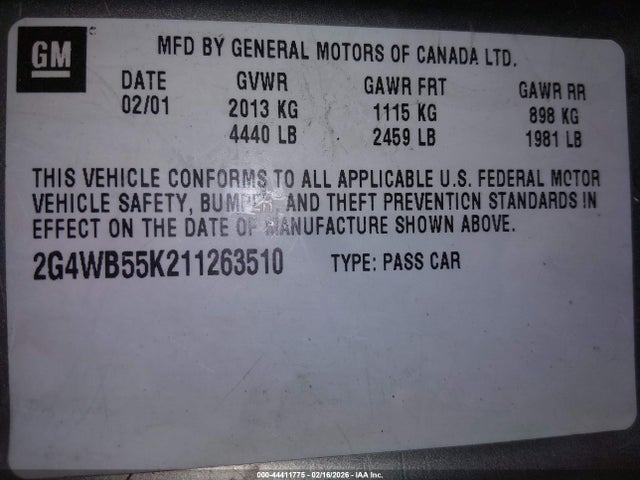 GM
MFD BY GENERAL MOTORS OF CANADA LTD.
DATE GVWR GAWR FRT GAWR RR
02/01 2013 KG 1115 KG 898 KG
4440 LB 2459 LB 1981 LB
THIS VEHICLE CONFORMS TO ALL APPLICABLE U.S. FEDERAL MOTOR
VEHICLE SAFETY, BUMPER, AND THEFT PREVENTION STANDARDS IN
EFFECT ON THE DATE OF MANUFACTURE SHOWN ABOVE.
2G4WB55K211263510 TYPE: PASS CAR
000-44411775 - 02/16/2026 - © IAA, Inc.